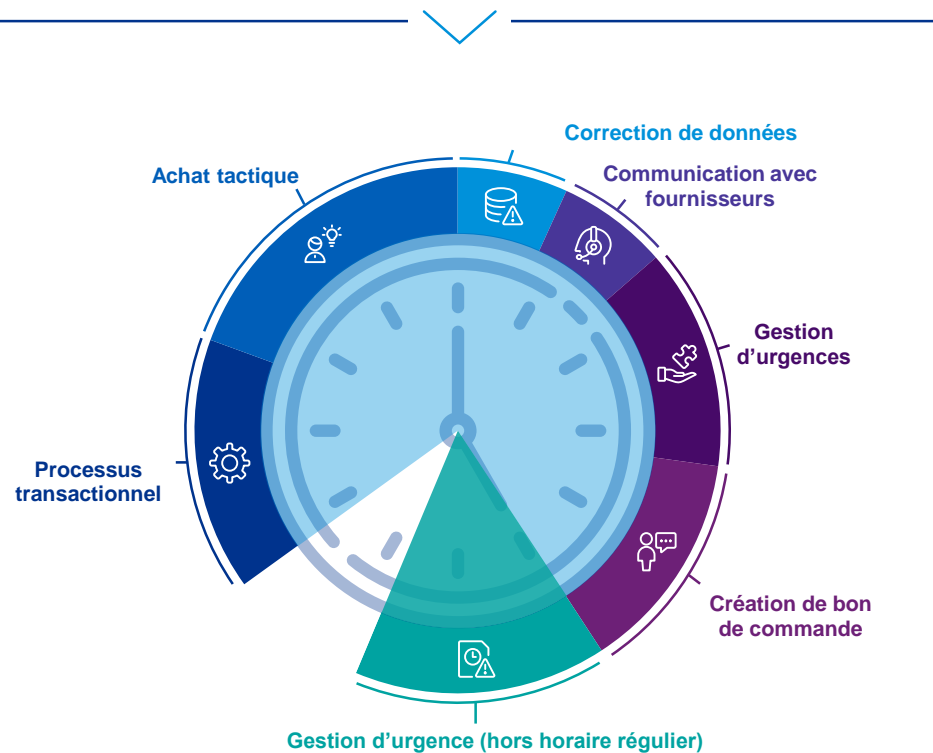 Correction de données
Communication avec
fournisseurs
Achat tactique
Gestion
d’urgences
Processus
transactionnel
Création de bon
de commande
Gestion d’urgence (hors horaire régulier)